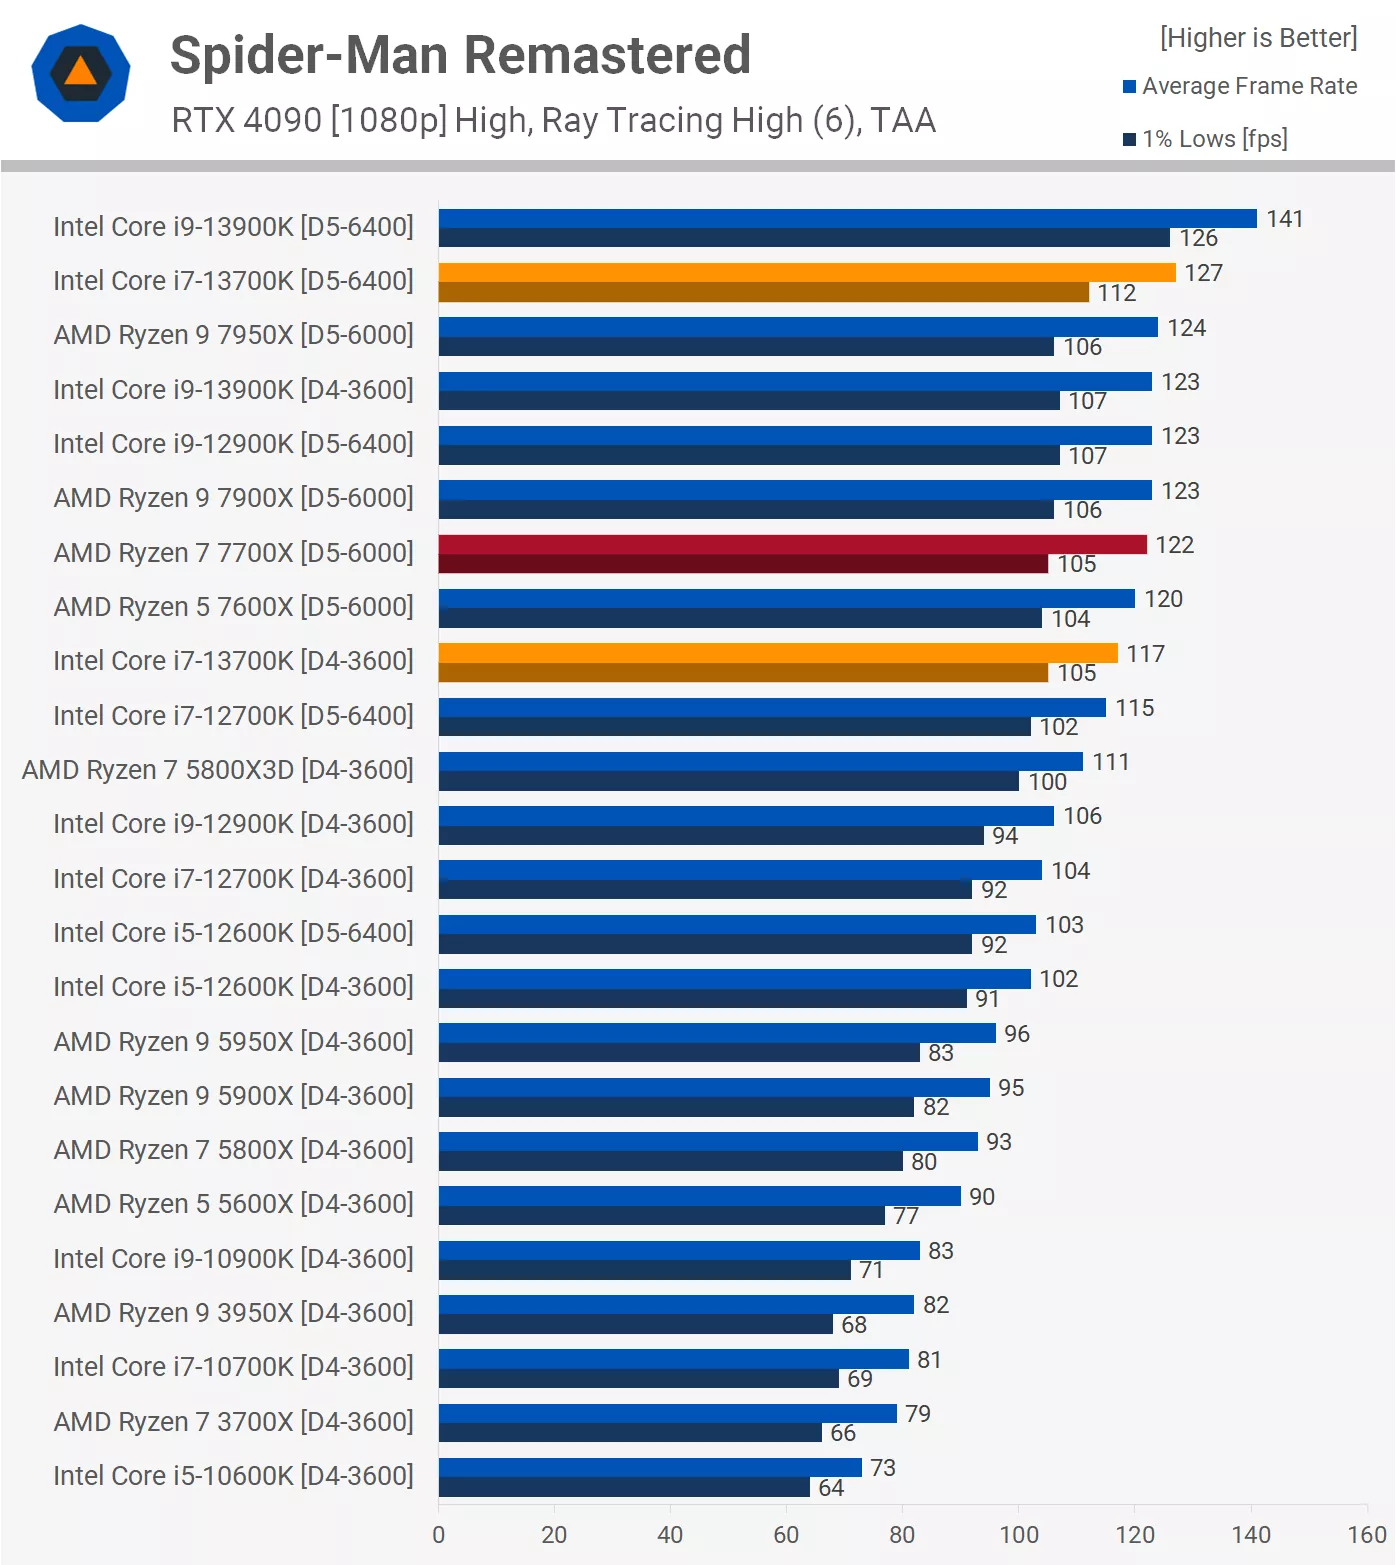 Spider-Man Remastered
RTX 4090 [1080p] High, Ray Tracing High (6), TAA
[Higher is Better]
Average Frame Rate
1% Lows [fps]
Intel Core i9-13900K [D5-6400] 141 126
Intel Core i7-13700K [D5-6400] 127 112
AMD Ryzen 9 7950X [D5-6000] 124 106
Intel Core i9-13900K [D4-3600] 123 107
Intel Core i9-12900K [D5-6400] 123 107
AMD Ryzen 9 7900X [D5-6000] 123 106
AMD Ryzen 7 7700X [D5-6000] 122 105
AMD Ryzen 5 7600X [D5-6000] 120 104
Intel Core i7-13700K [D4-3600] 117 105
Intel Core i7-12700K [D5-6400] 115 102
AMD Ryzen 7 5800X3D [D4-3600] 111 100
Intel Core i9-12900K [D4-3600] 106 94
Intel Core i7-12700K [D4-3600] 104 92
Intel Core i5-12600K [D5-6400] 103 92
Intel Core i5-12600K [D4-3600] 102 91
AMD Ryzen 9 5950X [D4-3600] 96 83
AMD Ryzen 9 5900X [D4-3600] 95 82
AMD Ryzen 7 5800X [D4-3600] 93 80
AMD Ryzen 5 5600X [D4-3600] 90 77
Intel Core i9-10900K [D4-3600] 83 71
AMD Ryzen 9 3950X [D4-3600] 82 68
Intel Core i7-10700K [D4-3600] 81 69
AMD Ryzen 7 3700X [D4-3600] 79 66
Intel Core i5-10600K [D4-3600] 73 64
0 20 40 60 80 100 120 140 160